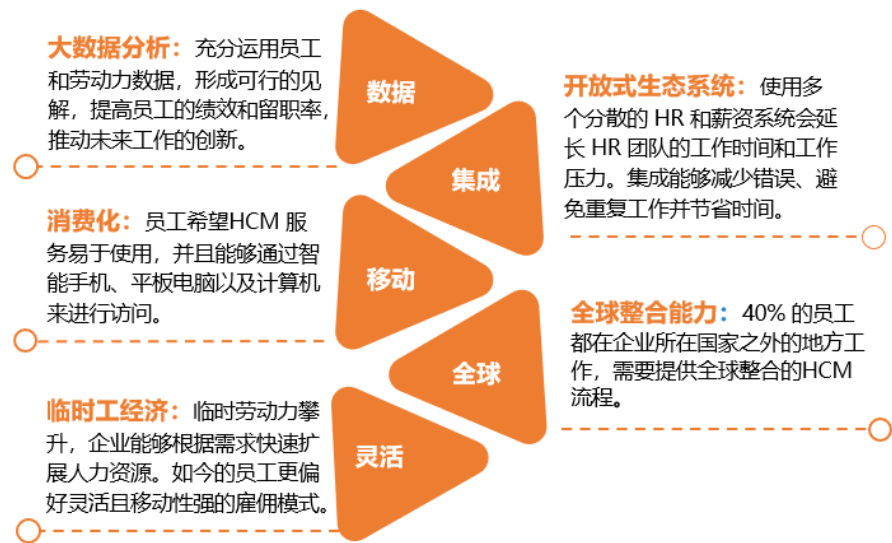 大数据分析：充分运用员工
和劳动力数据，形成可行的见
解，提高员工的绩效和留职率，
推动未来工作的创新。
数据
开放式生态系统：使用多
个分散的 HR 和薪资系统会延
长 HR 团队的工作时间和工作
压力。集成能够减少错误、避
免重复工作并节省时间。
集成
消费化：员工希望HCM 服
务易于使用，并且能够通过智
能手机、平板电脑以及计算机
来进行访问。
移动
全球整合能力：40% 的员工
都在企业所在国家之外的地方工
作，需要提供全球整合的HCM
流程。
全球
临时工经济：临时劳动力攀
升，企业能够根据需求快速扩
展人力资源。如今的员工更偏
好灵活且移动性强的雇佣模式。
灵活